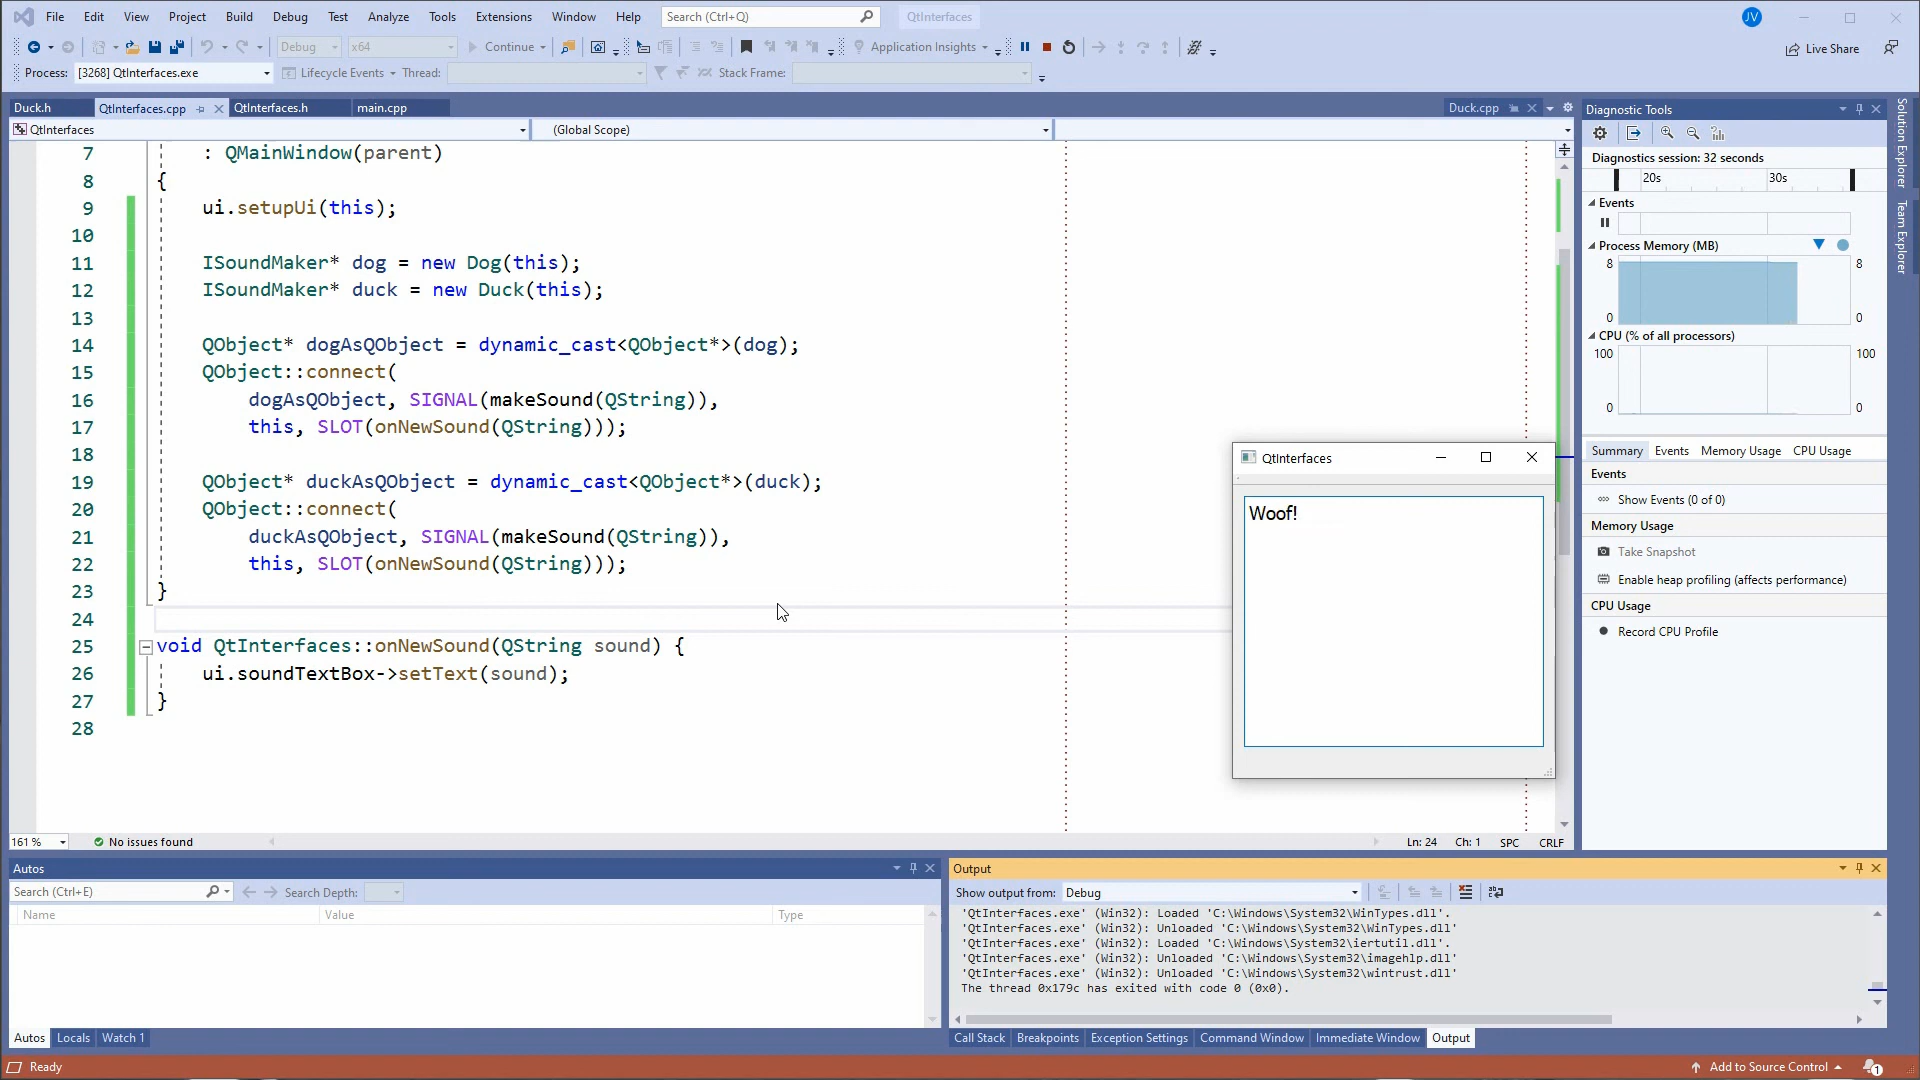 File Edit View Project Build Debug Test Analyze Tools Extensions Window Help Search (Ctrl+Q) QtInterfaces JV
Debug x64 Continue Application Insights Live Share
Process: [3268] QtInterfaces.exe Lifecycle Events Thread: Stack Frame:
Duck.h QtInterfaces.cpp QtInterfaces.h main.cpp Duck.cpp
QtInterfaces (Global Scope)
7 : QMainWindow(parent)
8 {
9 ui.setupUi(this);
10
11 ISoundMaker* dog = new Dog(this);
12 ISoundMaker* duck = new Duck(this);
13
14 QObject* dogAsQObject = dynamic_cast<QObject*>(dog);
15 QObject::connect(
16 dogAsQObject, SIGNAL(makeSound(QString)),
17 this, SLOT(onNewSound(QString)));
18
19 QObject* duckAsQObject = dynamic_cast<QObject*>(duck);
20 QObject::connect(
21 duckAsQObject, SIGNAL(makeSound(QString)),
22 this, SLOT(onNewSound(QString)));
23 }
24
25 void QtInterfaces::onNewSound(QString sound) {
26 ui.soundTextBox->setText(sound);
27 }
28
161 % No issues found Ln: 24 Ch: 1 SPC CRLF
QtInterfaces
Woof!
Diagnostic Tools
Diagnostics session: 32 seconds
20s 30s
Events
Process Memory (MB)
8 8
0 0
CPU (% of all processors)
100 100
0 0
Summary Events Memory Usage CPU Usage
Events
Show Events (0 of 0)
Memory Usage
Take Snapshot
Enable heap profiling (affects performance)
CPU Usage
Record CPU Profile
Solution Explorer
Team Explorer
Autos
Search (Ctrl+E) Search Depth:
Name Value Type
Autos Locals Watch 1
Output
Show output from: Debug
'QtInterfaces.exe' (Win32): Loaded 'C:\Windows\System32\WinTypes.dll'.
'QtInterfaces.exe' (Win32): Unloaded 'C:\Windows\System32\WinTypes.dll'
'QtInterfaces.exe' (Win32): Loaded 'C:\Windows\System32\iertutil.dll'.
'QtInterfaces.exe' (Win32): Unloaded 'C:\Windows\System32\imagehlp.dll'
'QtInterfaces.exe' (Win32): Unloaded 'C:\Windows\System32\wintrust.dll'
The thread 0x179c has exited with code 0 (0x0).
Call Stack Breakpoints Exception Settings Command Window Immediate Window Output
Ready Add to Source Control 1